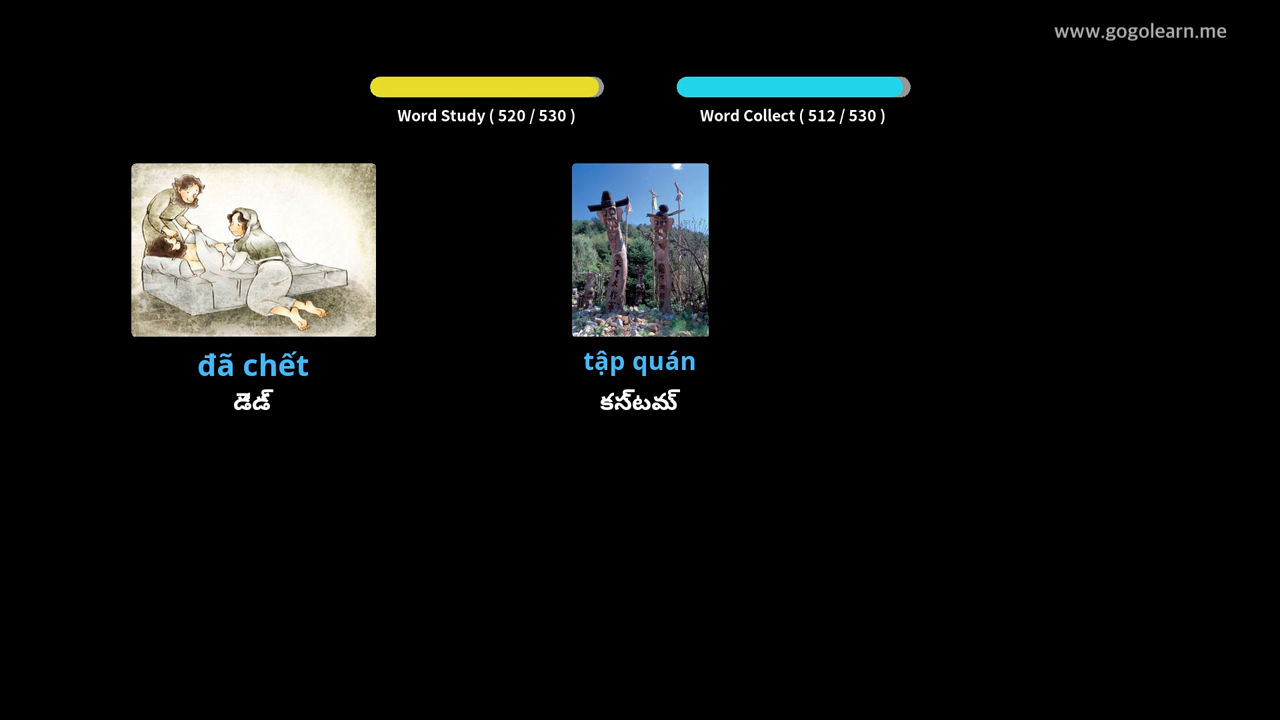 www.gogolearn.me
Word Study ( 520 / 530 )
Word Collect ( 512 / 530 )
đã chết
డెడ్
tập quán
కస్‌టమ్